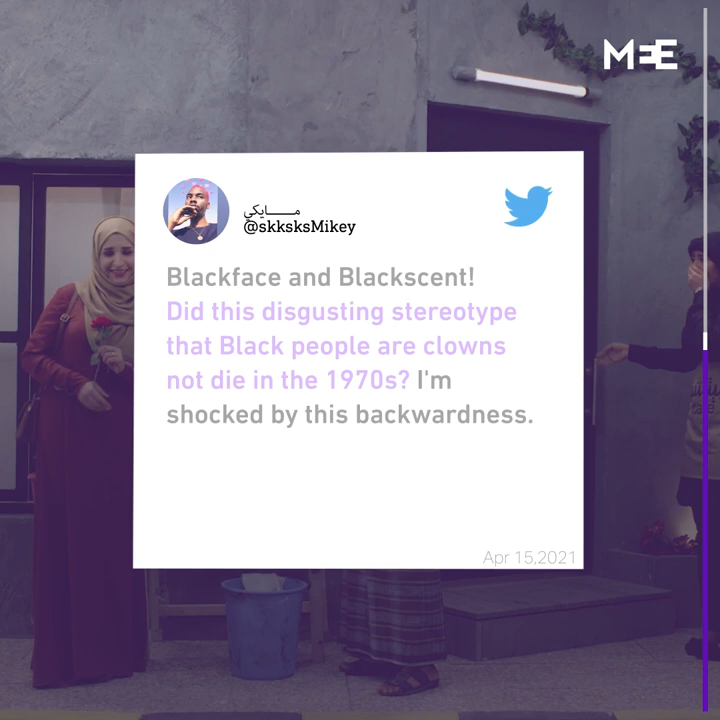 MEE
مـــــايكي
@skksksMikey
Blackface and Blackscent!
Did this disgusting stereotype
that Black people are clowns
not die in the 1970s? I'm
shocked by this backwardness.
Apr 15,2021